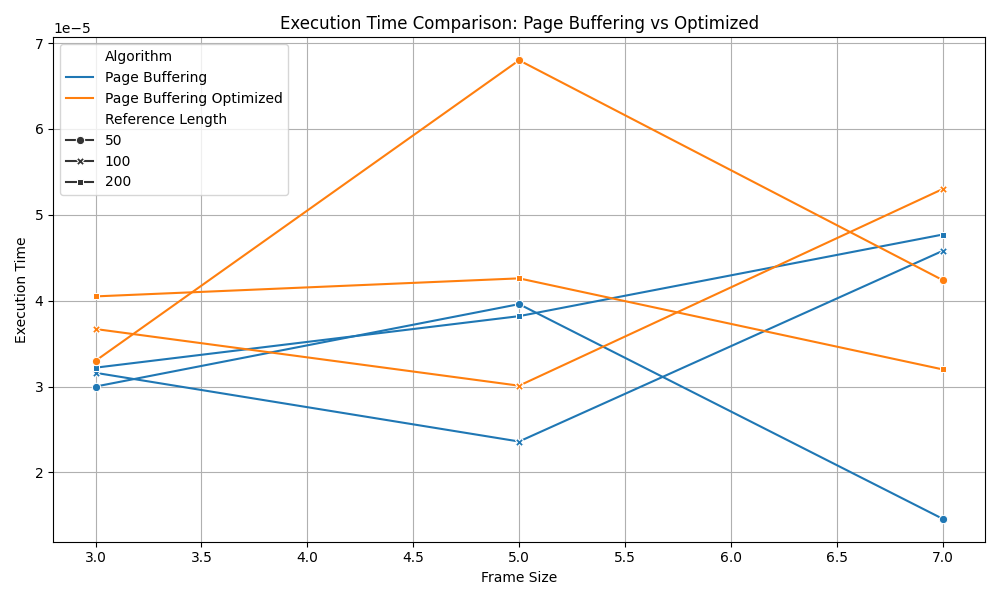 Execution Time Comparison: Page Buffering vs Optimized
1e−5
7
6
5
4
3
2
Execution Time
Algorithm
Page Buffering
Page Buffering Optimized
Reference Length
50
100
200
3.0 3.5 4.0 4.5 5.0 5.5 6.0 6.5 7.0
Frame Size